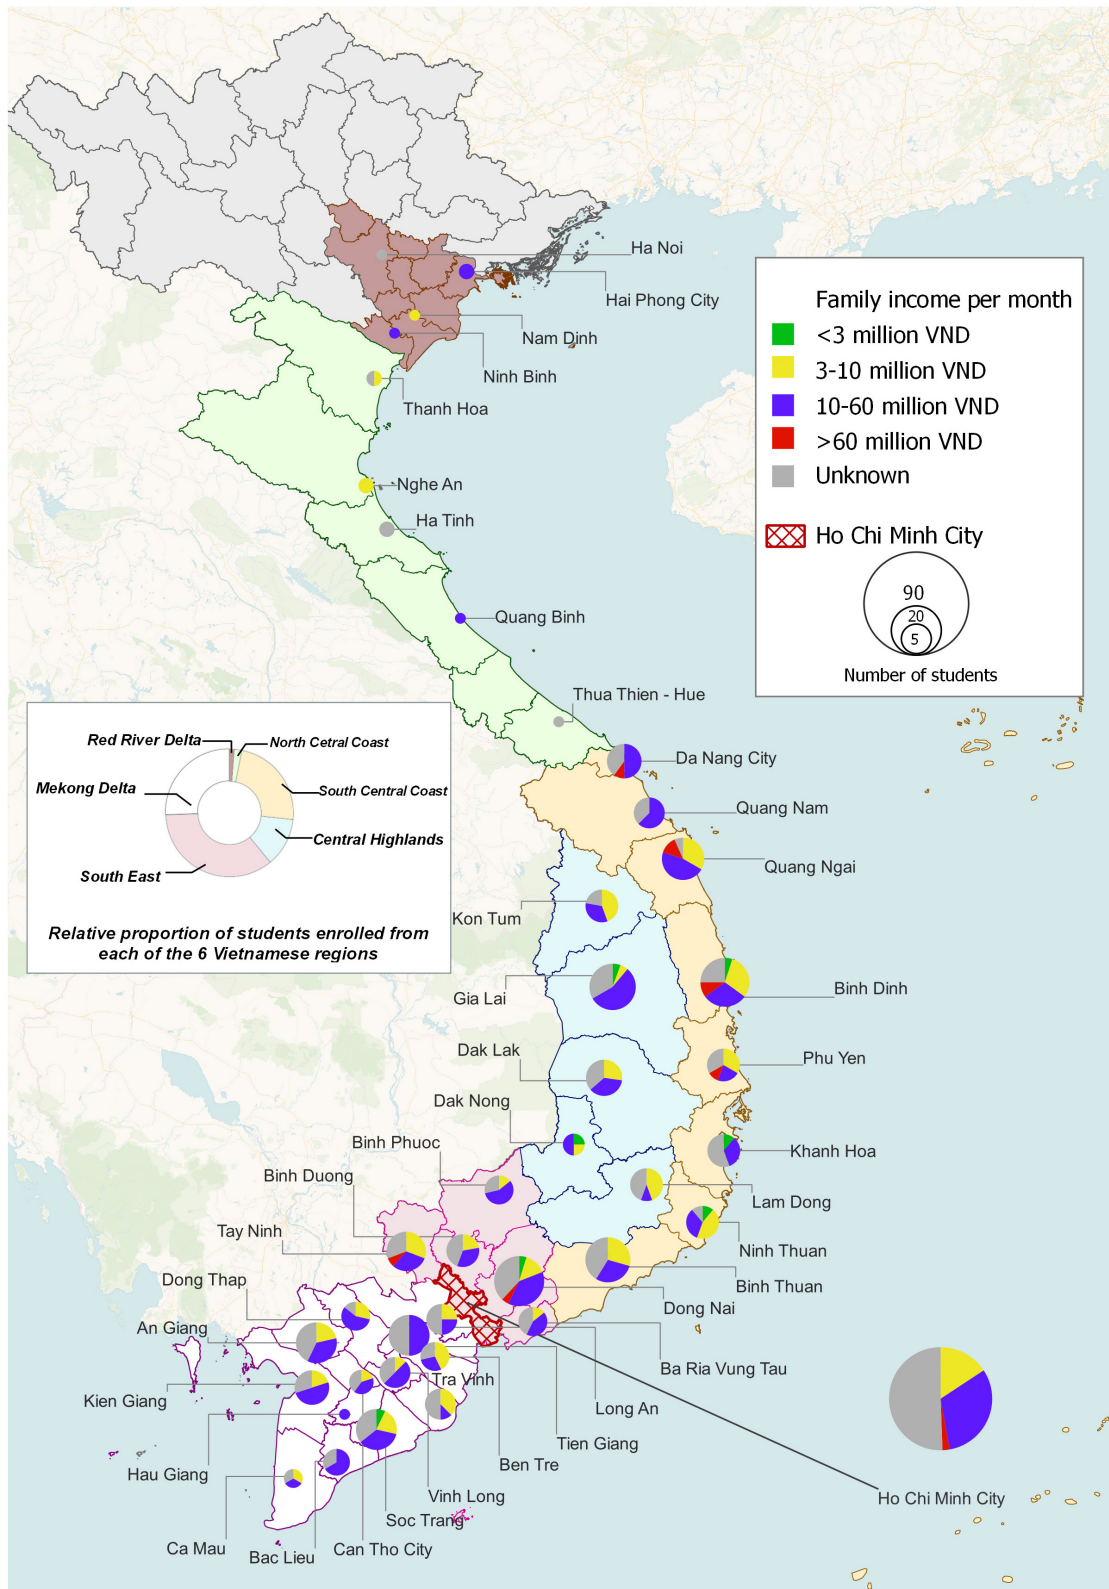 Ha Noi
Hai Phong City
Nam Dinh
Ninh Binh
Thanh Hoa
Nghe An
Ha Tinh
Quang Binh
Thua Thien - Hue
Da Nang City
Quang Nam
Quang Ngai
Kon Tum
Gia Lai
Binh Dinh
Dak Lak
Phu Yen
Dak Nong
Binh Phuoc
Khanh Hoa
Binh Duong
Lam Dong
Tay Ninh
Ninh Thuan
Dong Thap
Binh Thuan
Dong Nai
An Giang
Ba Ria Vung Tau
Tra Vinh
Kien Giang
Long An
Tien Giang
Ben Tre
Hau Giang
Vinh Long
Ho Chi Minh City
Soc Trang
Ca Mau
Can Tho City
Bac Lieu
Family income per month
<3 million VND
3-10 million VND
10-60 million VND
>60 million VND
Unknown
Ho Chi Minh City
90
20
5
Number of students
Red River Delta
North Cetral Coast
Mekong Delta
South Central Coast
Central Highlands
South East
Relative proportion of students enrolled from
each of the 6 Vietnamese regions